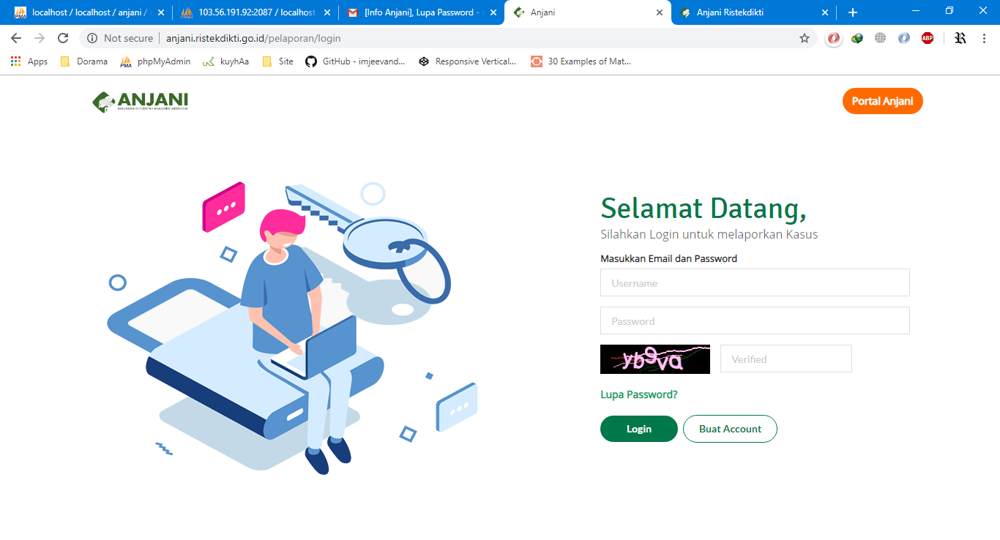 localhost / localhost / anjani /
103.56.191.92:2087 / localhost
[Info Anjani], Lupa Password -
Anjani
Anjani Ristekdikti
Not secure
anjani.ristekdikti.go.id/pelaporan/login
ABP
Apps
Dorama
phpMyAdmin
kuyhAa
Site
GitHub - imjeevand...
Responsive Vertical...
30 Examples of Mat...
ANJANI
Portal Anjani
Selamat Datang,
Silahkan Login untuk melaporkan Kasus
Masukkan Email dan Password
Username
Password
Verified
Lupa Password?
Login
Buat Account